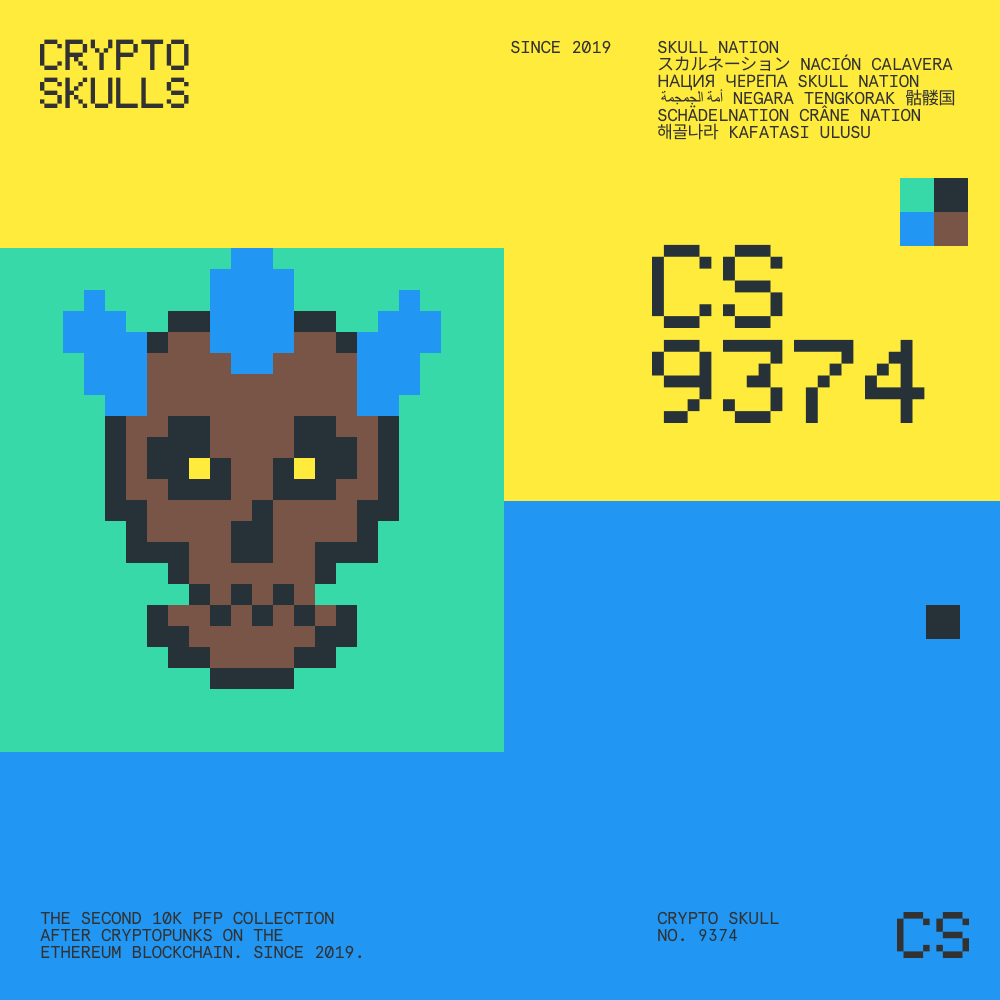 CRYPTO
SKULLS
SINCE 2019
SKULL NATION
スカルネーション NACIÓN CALAVERA
НАЦИЯ ЧЕРЕПА SKULL NATION
أمة الجمجمة NEGARA TENGKORAK 骷髅国
SCHÄDELNATION CRÂNE NATION
해골나라 KAFATASI ULUSU
CS
9374
THE SECOND 10K PFP COLLECTION
AFTER CRYPTOPUNKS ON THE
ETHEREUM BLOCKCHAIN. SINCE 2019.
CRYPTO SKULL
NO. 9374
CS